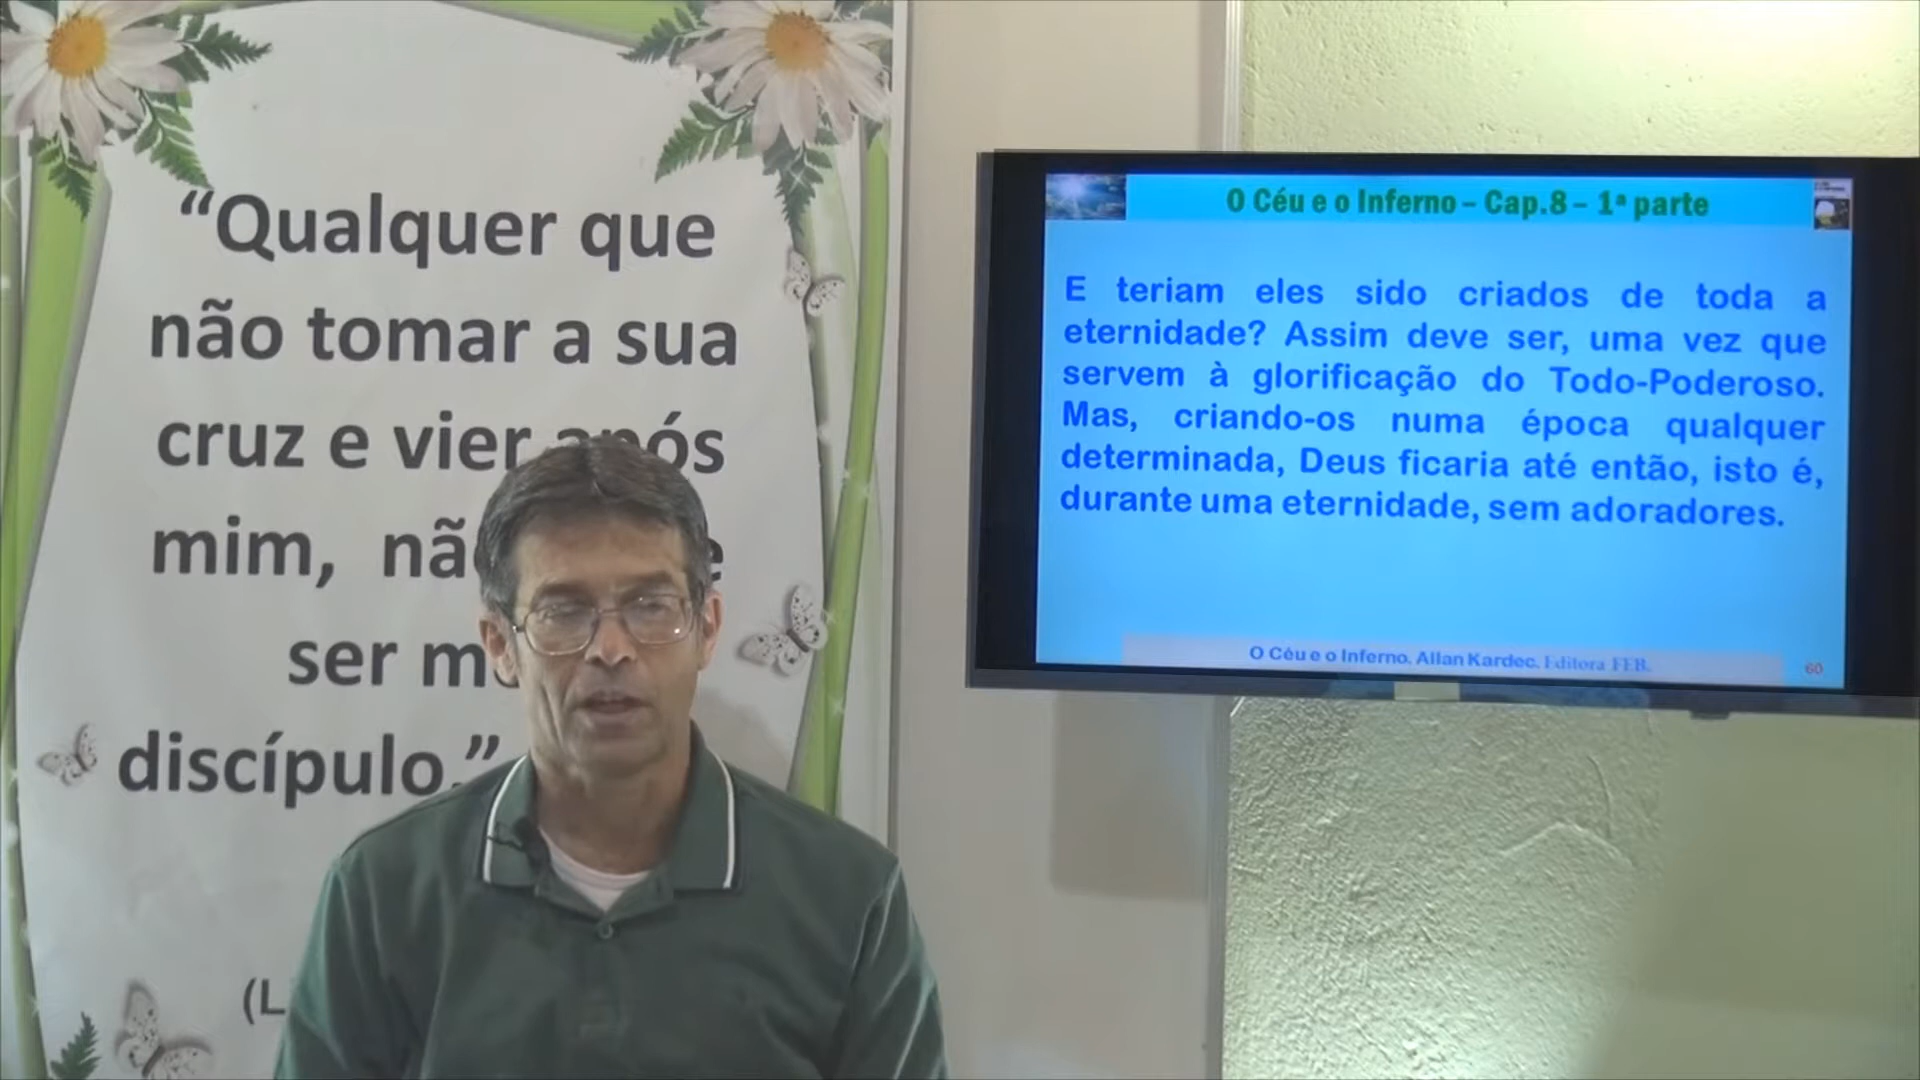 “Qualquer que
não tomar a sua
cruz e vier após
mim, nã
ser m
discípulo.”
(L
O Céu e o Inferno – Cap.8 – 1ª parte
E teriam eles sido criados de toda a
eternidade? Assim deve ser, uma vez que
servem à glorificação do Todo-Poderoso.
Mas, criando-os numa época qualquer
determinada, Deus ficaria até então, isto é,
durante uma eternidade, sem adoradores.
O Céu e o Inferno. Allan Kardec. Editora FEB.
60